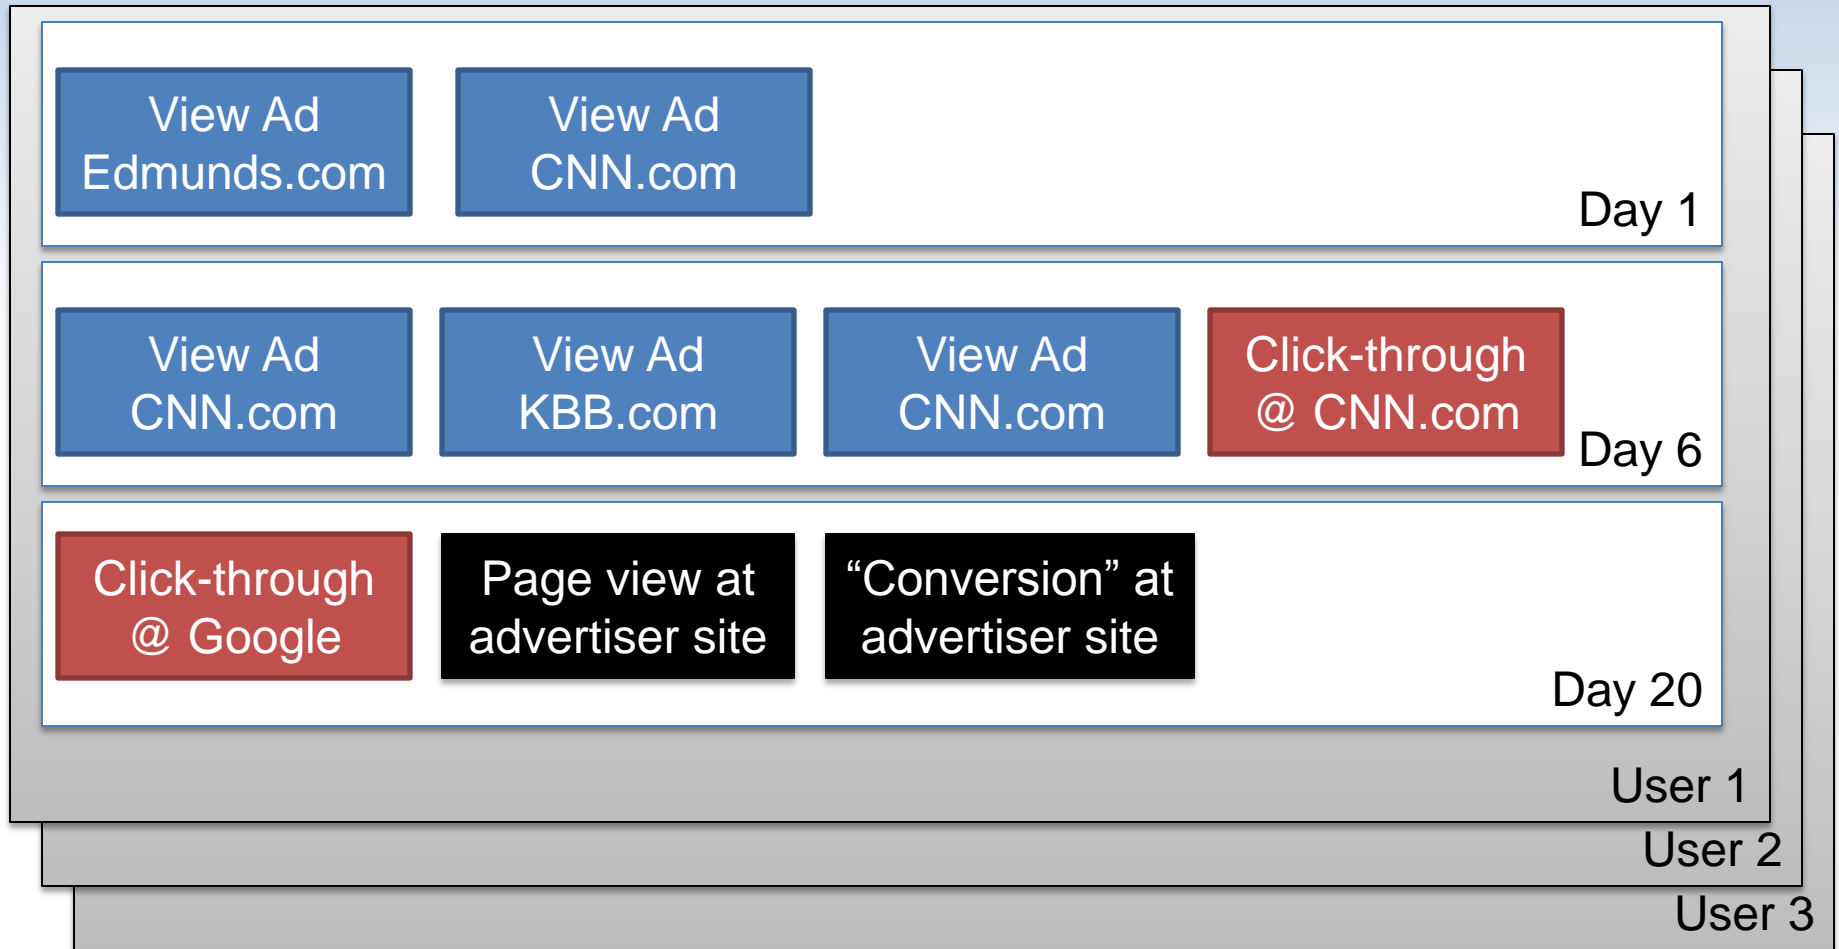 View Ad
Edmunds.com
View Ad
CNN.com
Day 1
View Ad
CNN.com
View Ad
KBB.com
View Ad
CNN.com
Click-through
@ CNN.com
Day 6
Click-through
@ Google
Page view at
advertiser site
“Conversion” at
advertiser site
Day 20
User 1
User 2
User 3